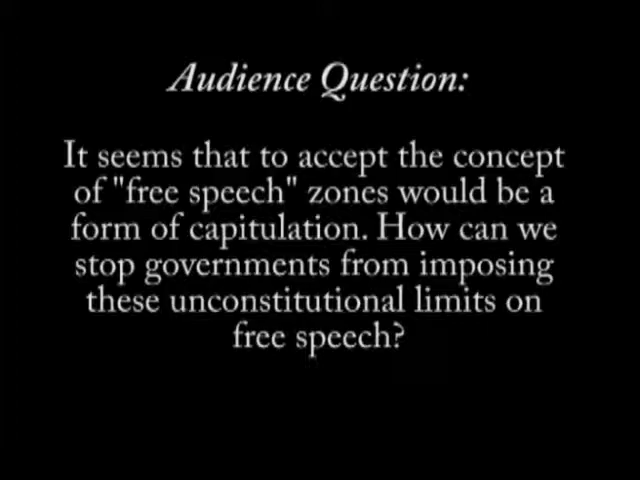 Audience Question:
It seems that to accept the concept
of "free speech" zones would be a
form of capitulation. How can we
stop governments from imposing
these unconstitutional limits on
free speech?